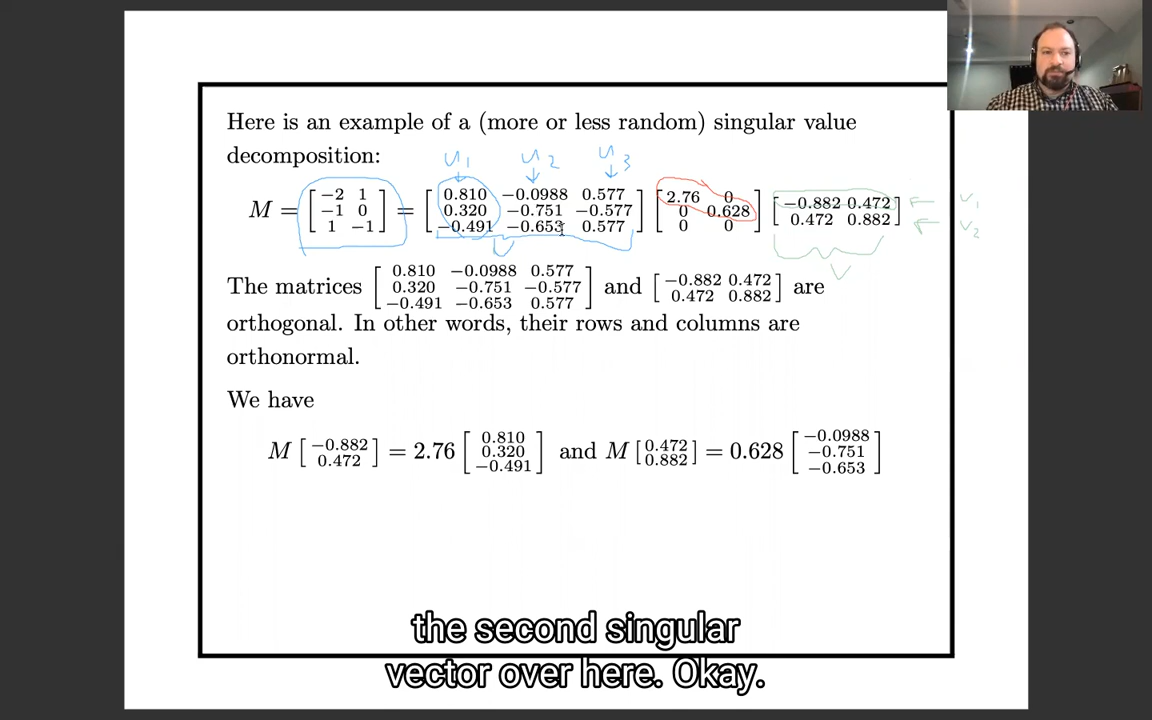 Here is an example of a (more or less random) singular value
decomposition:
u₁ u₂ u₃
M = [−2 1; −1 0; 1 −1] = [0.810 −0.0988 0.577; 0.320 −0.751 −0.577; −0.491 −0.653 0.577] [2.76 0; 0 0.628; 0 0] [−0.882 0.472; 0.472 0.882] v₁ v₂
U V
The matrices [0.810 −0.0988 0.577; 0.320 −0.751 −0.577; −0.491 −0.653 0.577] and [−0.882 0.472; 0.472 0.882] are
orthogonal. In other words, their rows and columns are
orthonormal.
We have
M [−0.882; 0.472] = 2.76 [0.810; 0.320; −0.491] and M [0.472; 0.882] = 0.628 [−0.0988; −0.751; −0.653]
the second singular
vector over here. Okay.